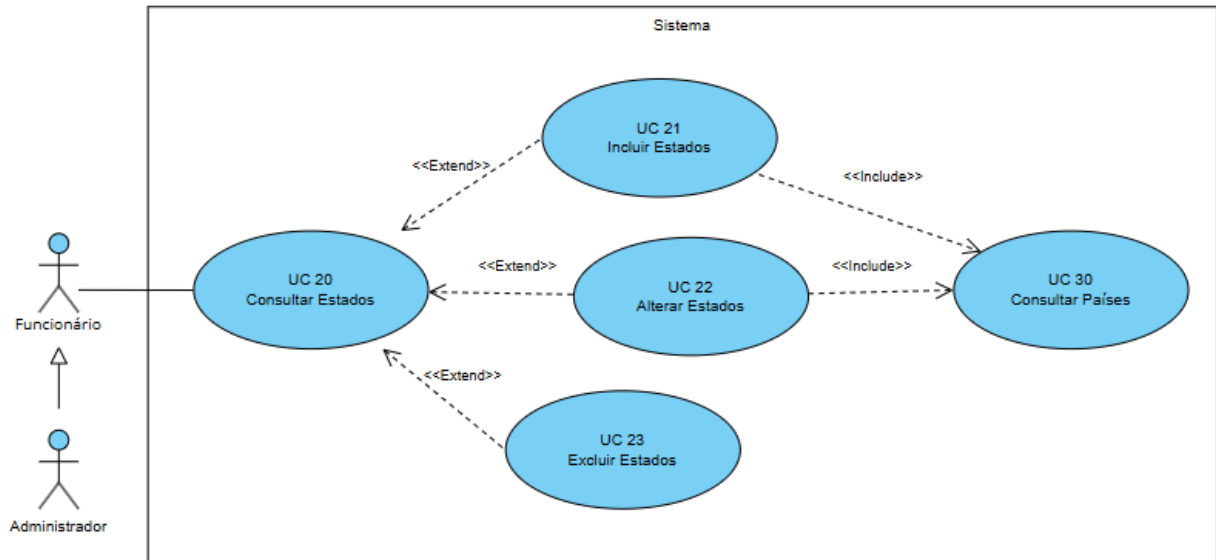 Sistema
UC 21
Incluir Estados
<<Extend>>
<<Include>>
UC 20
Consultar Estados
<<Extend>>
UC 22
Alterar Estados
<<Include>>
UC 30
Consultar Países
Funcionário
<<Extend>>
UC 23
Excluir Estados
Administrador